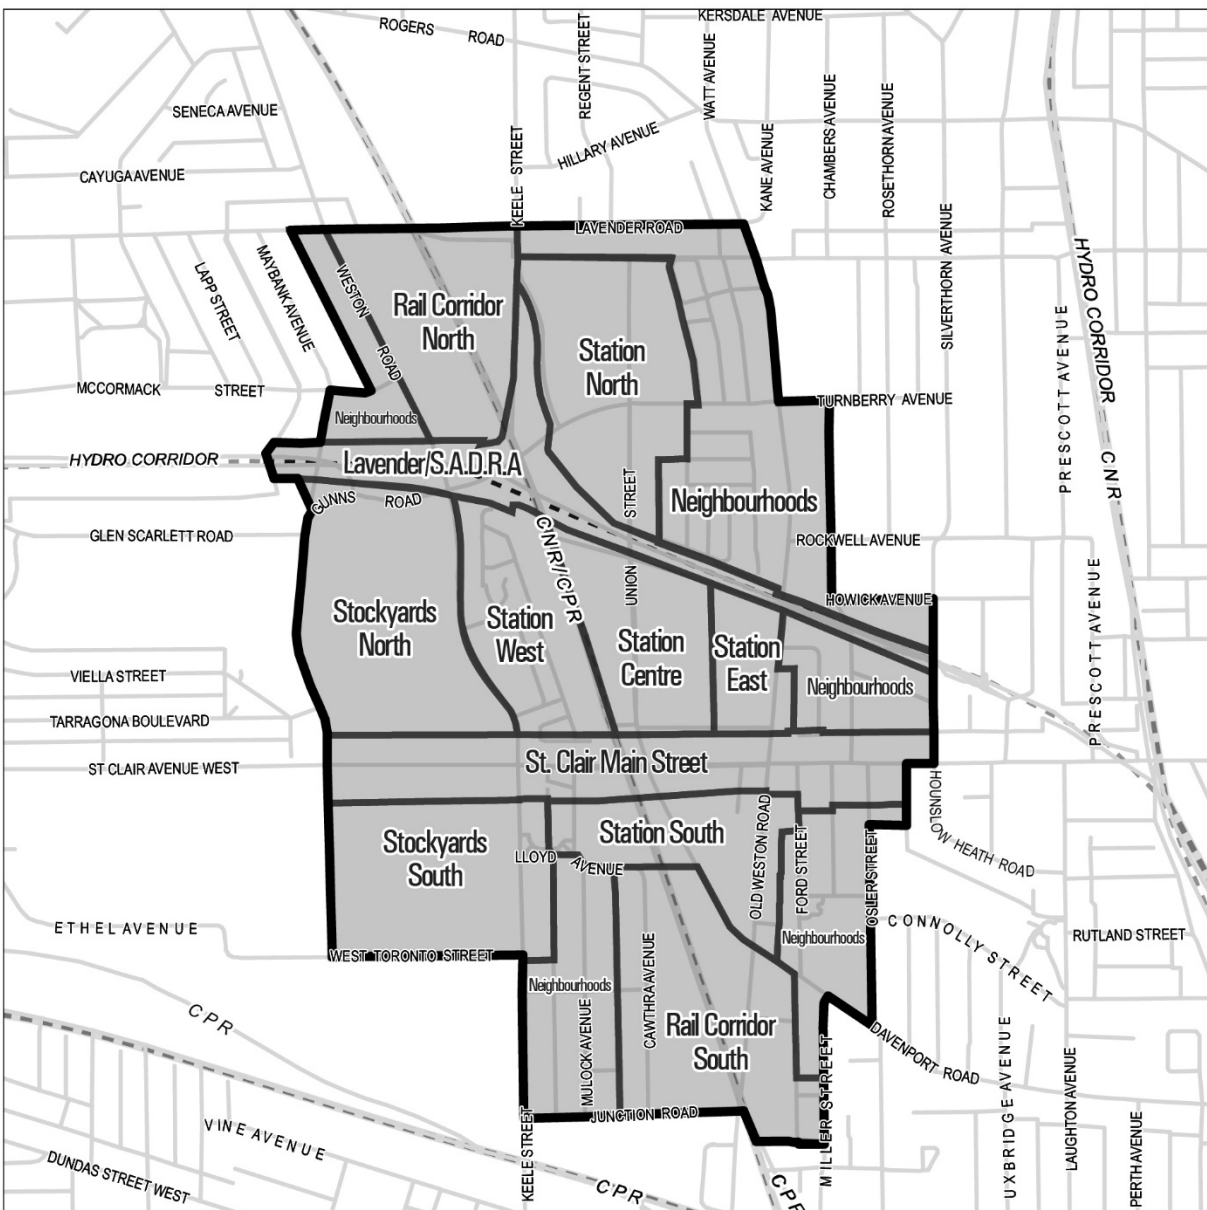 KERSDALE AVENUE
ROGERS ROAD
REGENT STREET
WATT AVENUE
SENECA AVENUE
CHAMBERS AVENUE
ROSETHORN AVENUE
KEELE STREET
HILLARY AVENUE
KANE AVENUE
CAYUGA AVENUE
LAVENDER ROAD
SILVERTHORN AVENUE
HYDRO CORRIDOR C.N.R
LAPP STREET
MAYBANK AVENUE
WESTON ROAD
Rail Corridor
North
Station
North
PRESCOTT AVENUE
MCCORMACK STREET
TURNBERRY AVENUE
Neighbourhoods
HYDRO CORRIDOR
Lavender/S.A.D.R.A
GUNNS ROAD
STREET
UNION
Neighbourhoods
GLEN SCARLETT ROAD
C.N.R / C.P.R
ROCKWELL AVENUE
HOWICK AVENUE
Stockyards
North
Station
West
Station
Centre
Station
East
Neighbourhoods
PRESCOTT AVENUE
VIELLA STREET
TARRAGONA BOULEVARD
ST CLAIR AVENUE WEST
St. Clair Main Street
HOUNSLOW HEATH ROAD
Stockyards
South
Station South
LLOYD AVENUE
OLD WESTON ROAD
FORD STREET
OSLER STREET
ETHEL AVENUE
CONNOLLY STREET
RUTLAND STREET
Neighbourhoods
WEST TORONTO STREET
Neighbourhoods
MULOCK AVENUE
CAWTHRA AVENUE
Rail Corridor
South
CPR
DAVENPORT ROAD
MILLER STREET
UXBRIDGE AVENUE
LAUGHTON AVENUE
PERTH AVENUE
JUNCTION ROAD
VINE AVENUE
KEELE STREET
DUNDAS STREET WEST
CPR
CPR